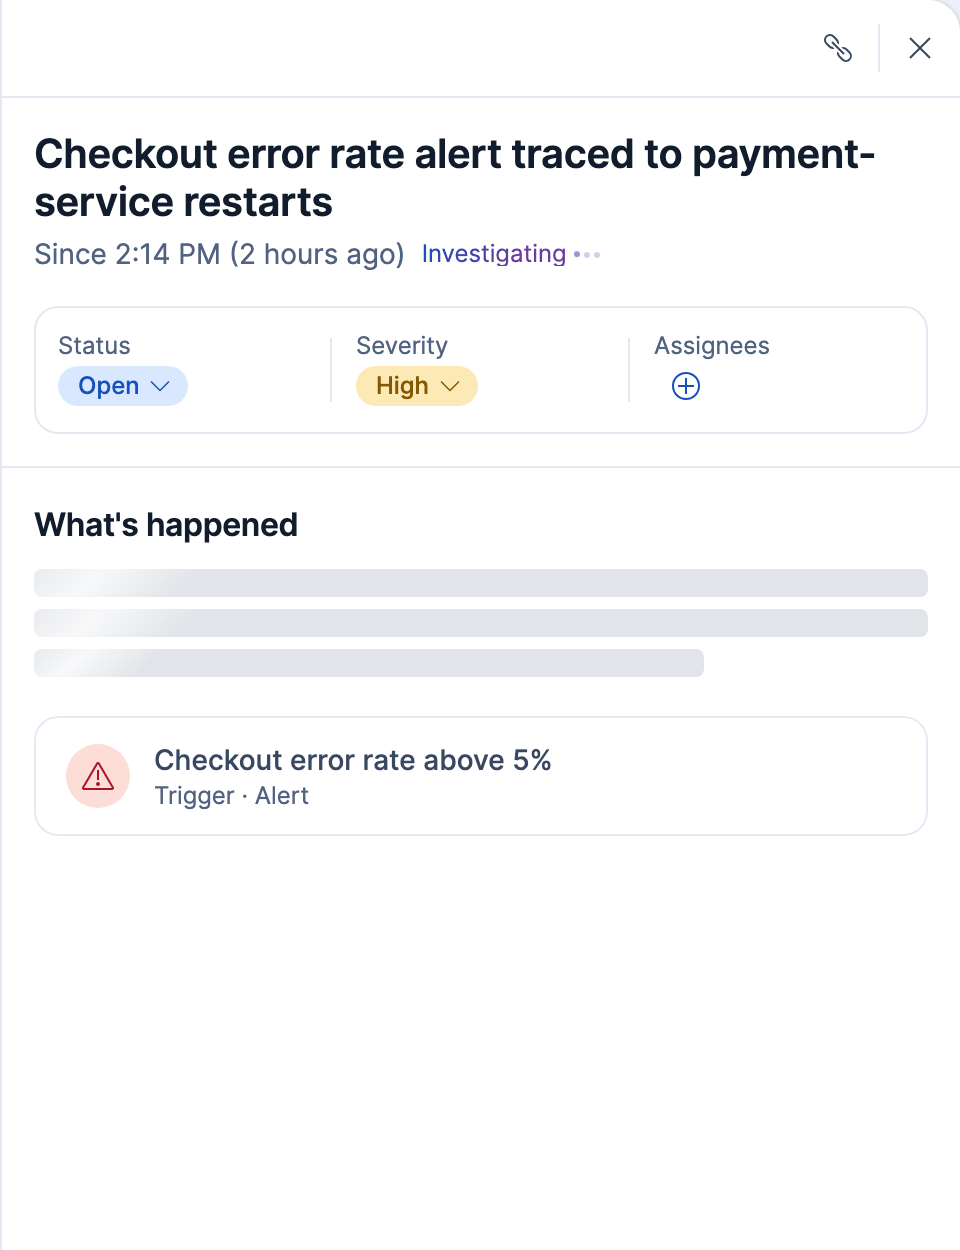 Checkout error rate alert traced to payment-
service restarts
Since 2:14 PM (2 hours ago) Investigating
Status Severity Assignees
Open High
What's happened
Checkout error rate above 5%
Trigger · Alert